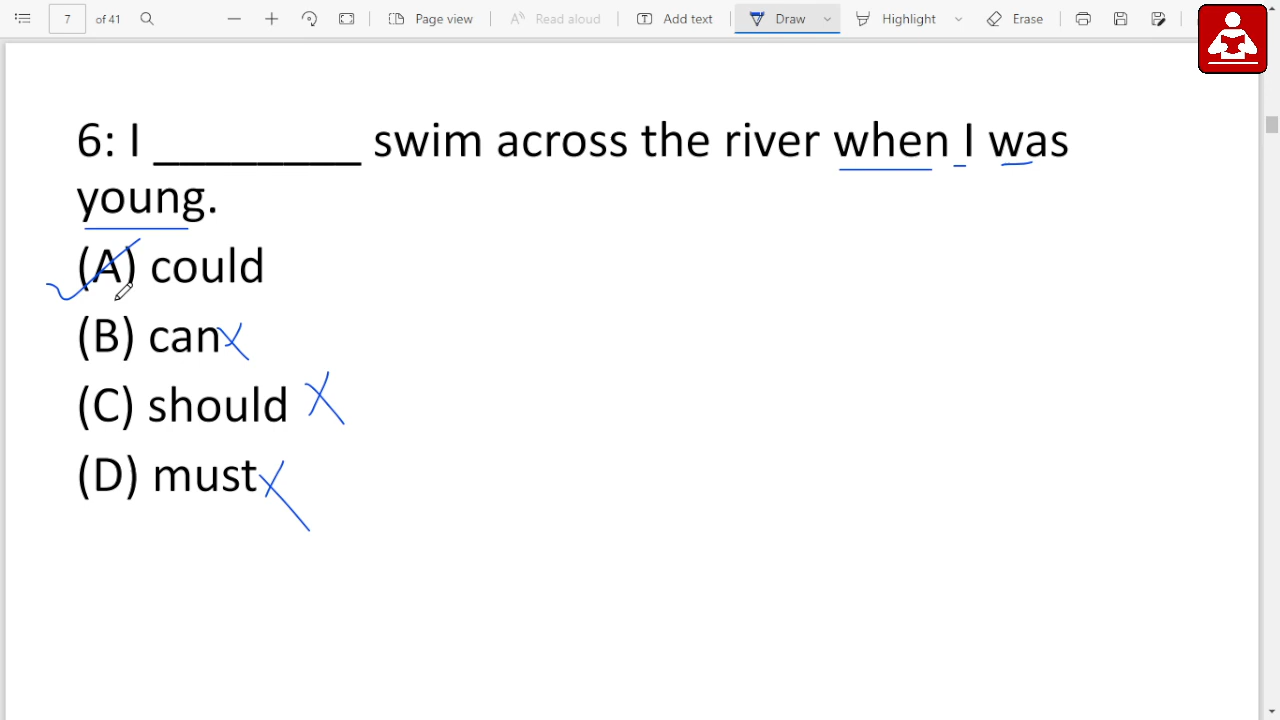 7 of 41 Page view Read aloud Add text Draw Highlight Erase
6: I ________ swim across the river when I was
young.
(A) could
(B) can
(C) should
(D) must